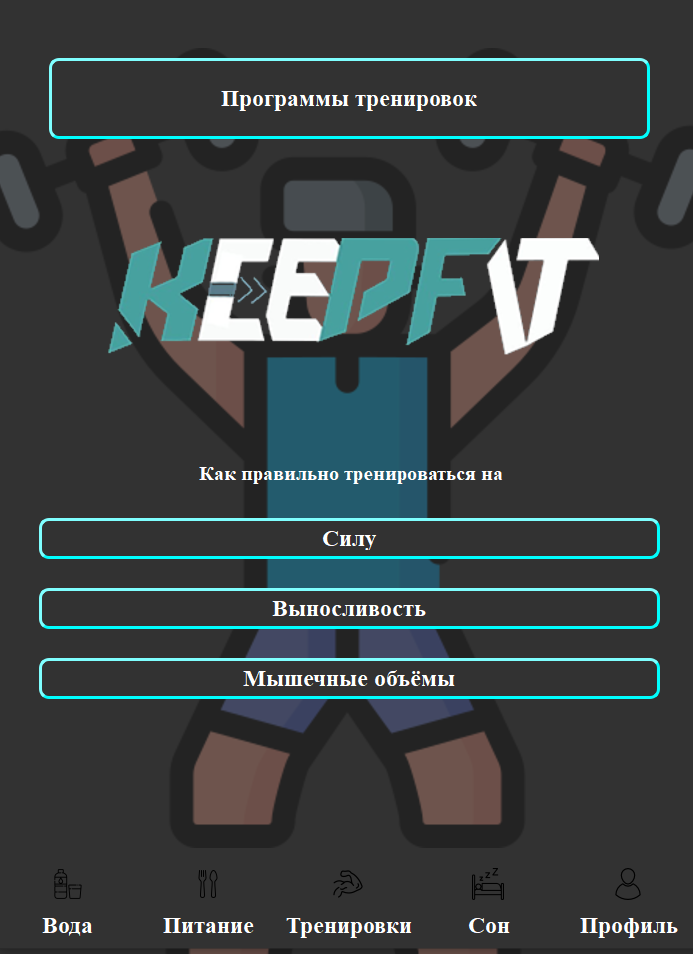 Программы тренировок
KEEPFIT
Как правильно тренироваться на
Силу
Выносливость
Мышечные объёмы
z z Z
Вода Питание Тренировки Сон Профиль